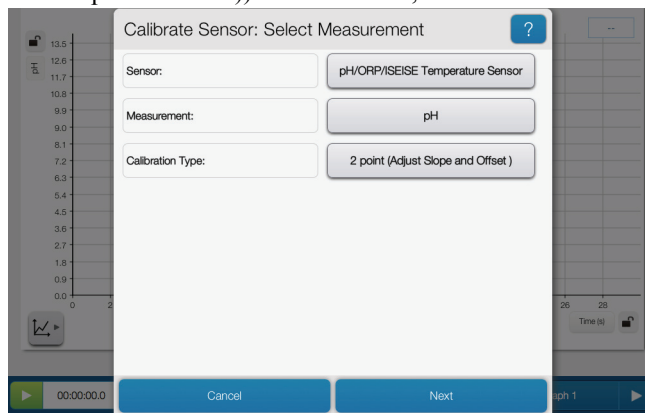 Calibrate Sensor: Select Measurement ?
--
Sensor: pH/ORP/ISEISE Temperature Sensor
Measurement: pH
Calibration Type: 2 point (Adjust Slope and Offset )
pH
13.5
12.6
11.7
10.8
9.9
9.0
8.1
7.2
6.3
5.4
4.5
3.6
2.7
1.8
0.9
0.0
0 2 26 28
Time (s)
00:00:00.0 Cancel Next aph 1